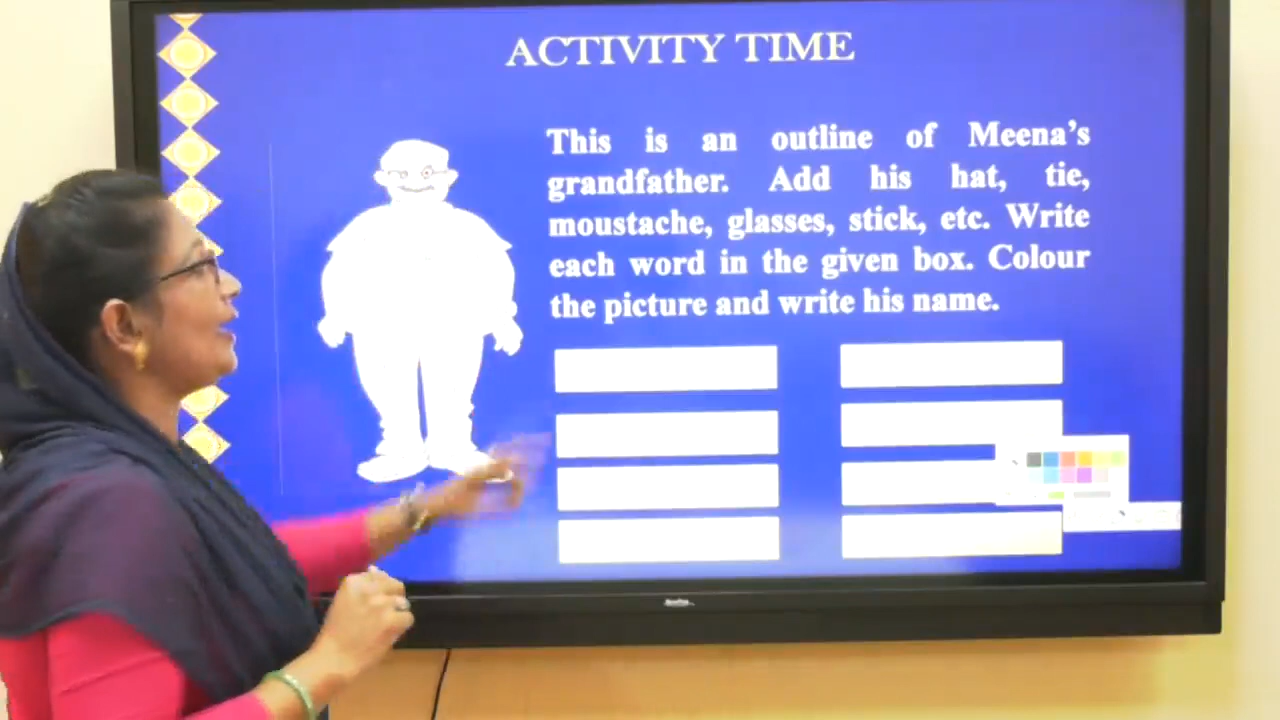 ACTIVITY TIME
This is an outline of Meena's
grandfather. Add his hat, tie,
moustache, glasses, stick, etc. Write
each word in the given box. Colour
the picture and write his name.